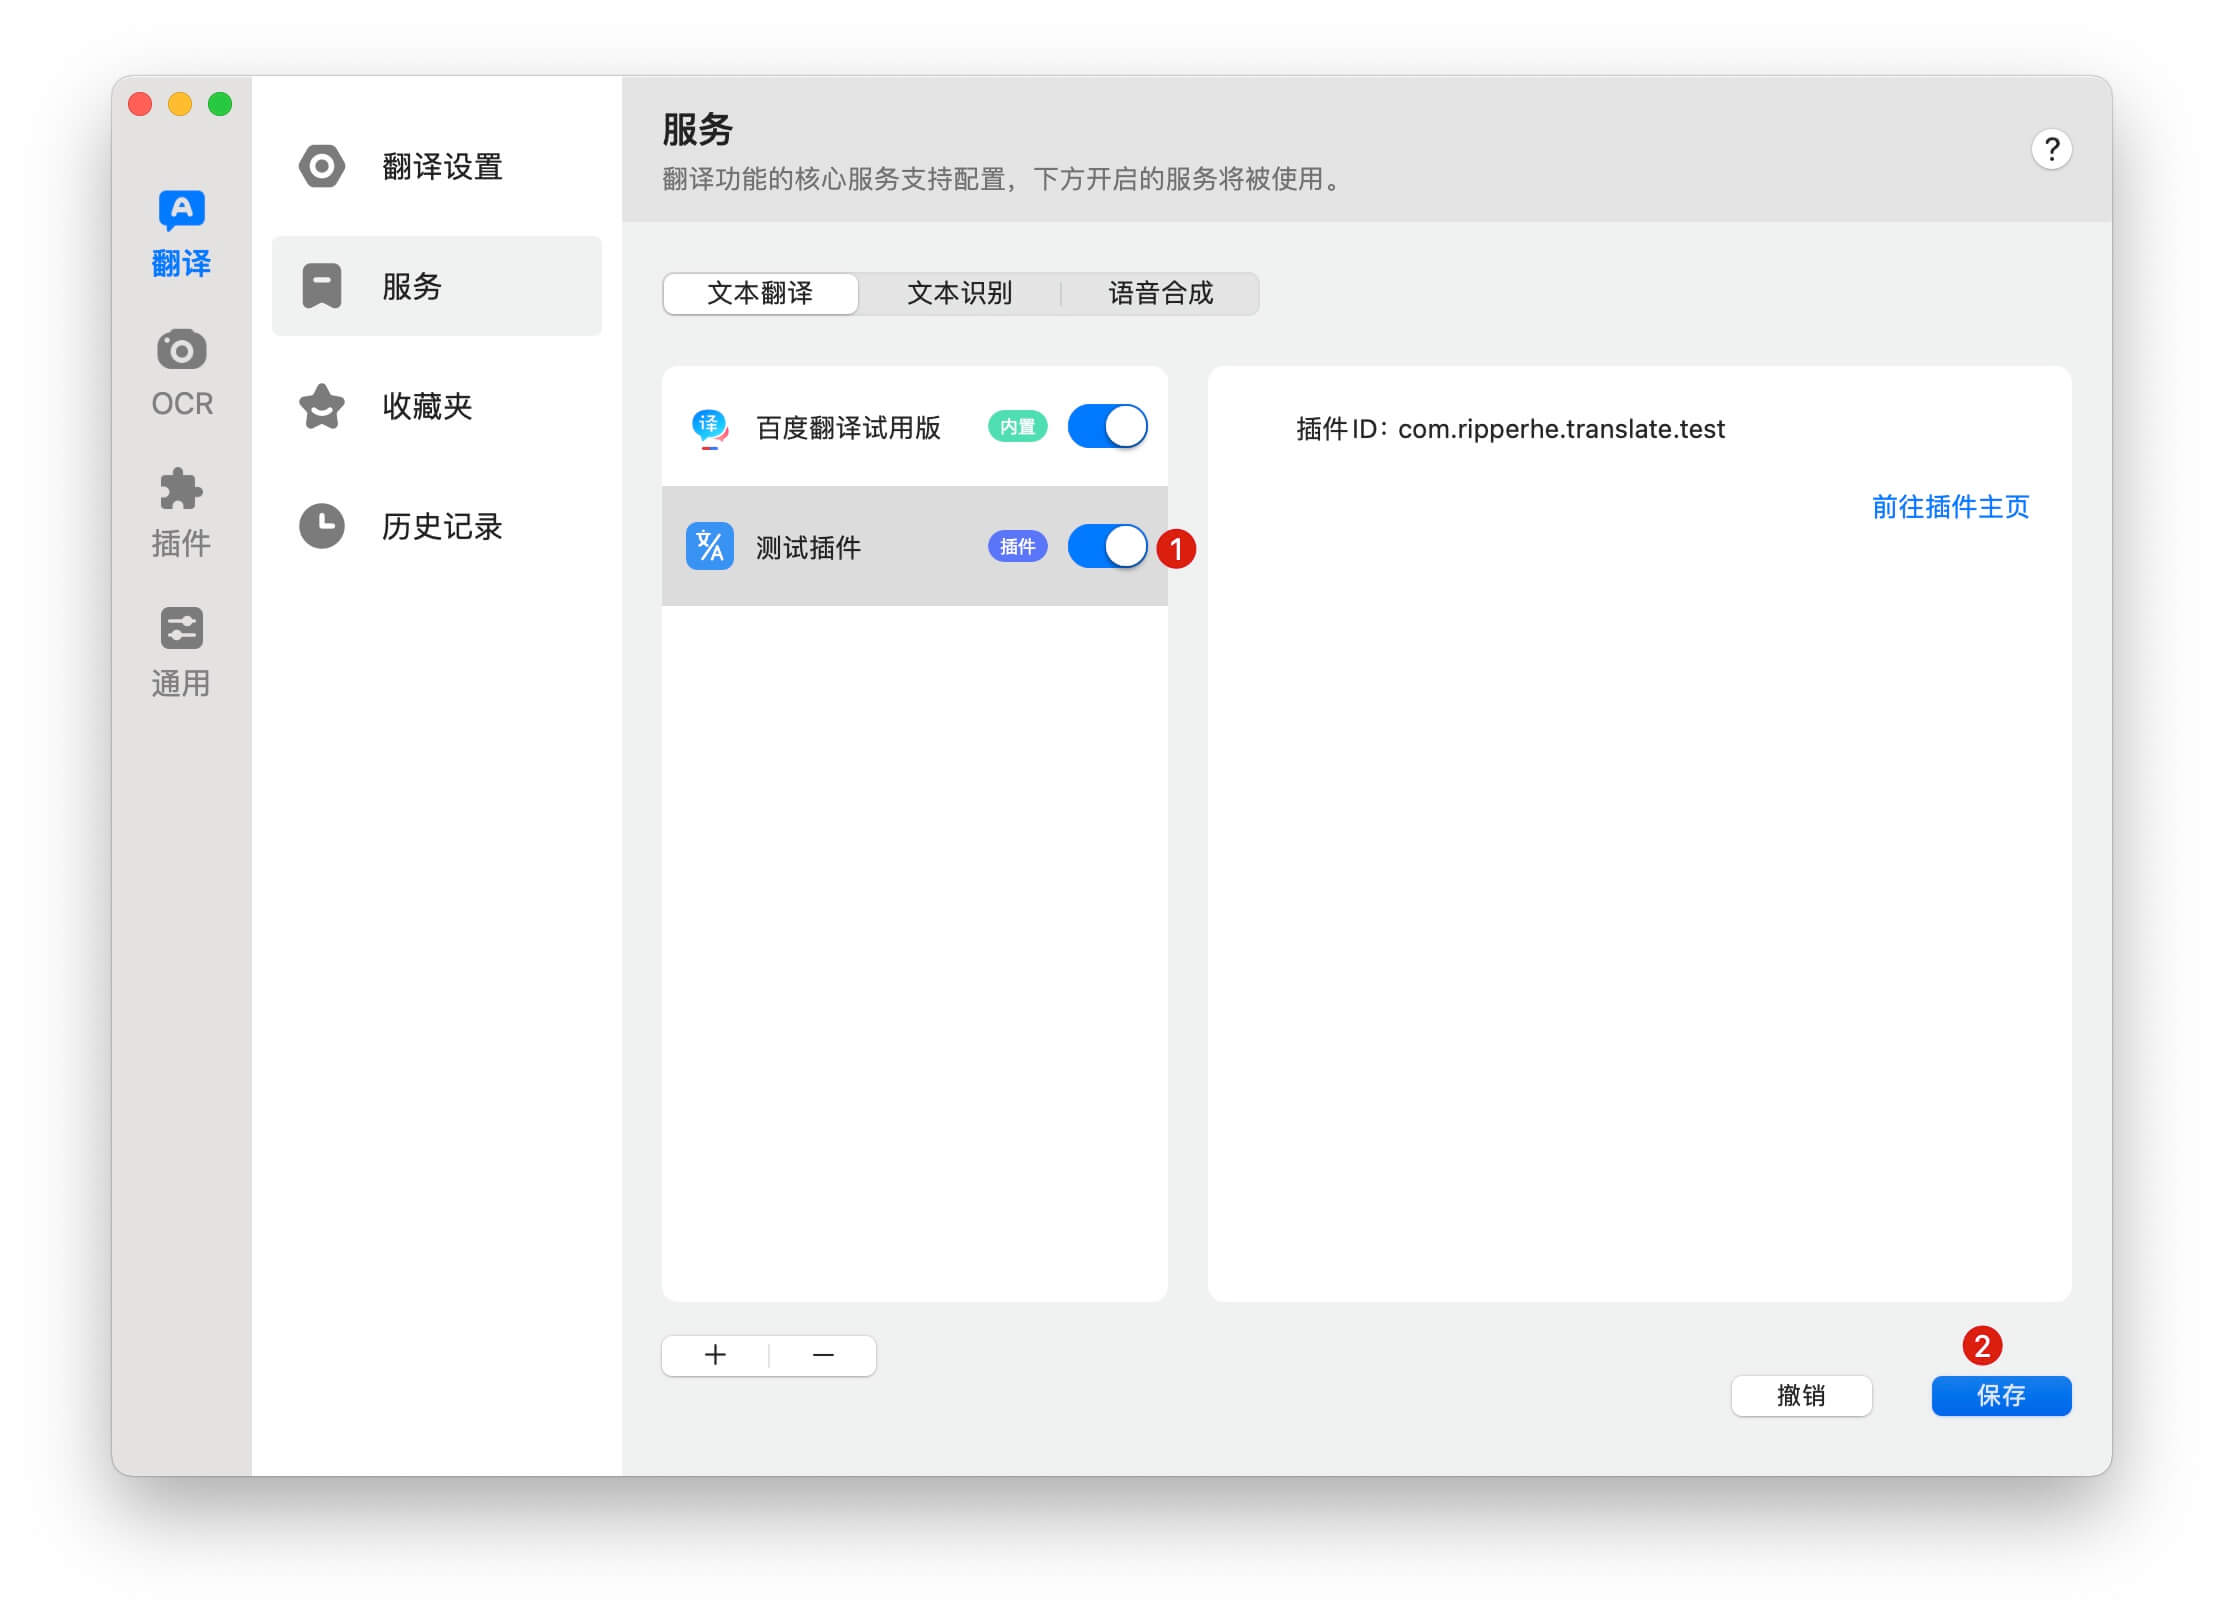 翻译
OCR
插件
通用
翻译设置
服务
收藏夹
历史记录
服务
翻译功能的核心服务支持配置，下方开启的服务将被使用。
?
文本翻译 文本识别 语音合成
译 百度翻译试用版 内置
文A 测试插件 插件 1
插件 ID： com.ripperhe.translate.test
前往插件主页
+ −
2
撤销 保存